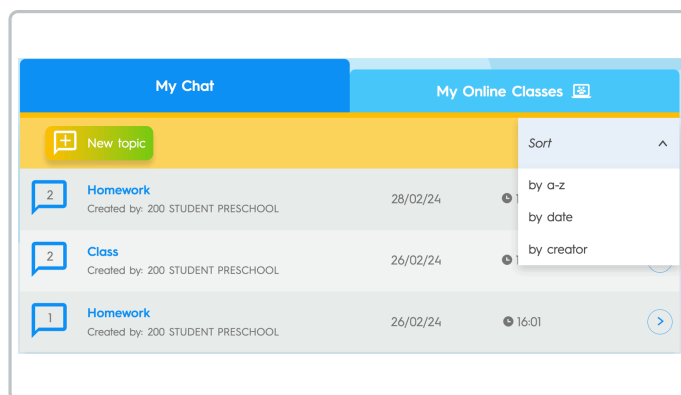 My Chat
My Online Classes
New topic
Sort
by a-z
by date
by creator
2
Homework
Created by: 200 STUDENT PRESCHOOL
28/02/24
2
Class
Created by: 200 STUDENT PRESCHOOL
26/02/24
1
Homework
Created by: 200 STUDENT PRESCHOOL
26/02/24
16:01